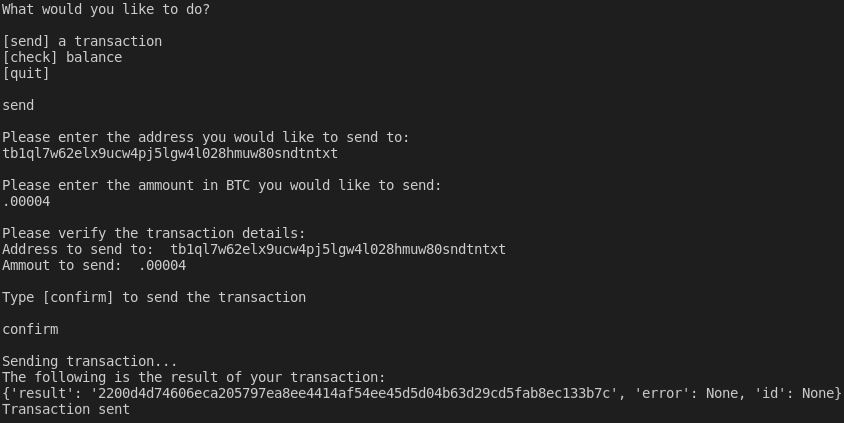 What would you like to do?
[send] a transaction
[check] balance
[quit]
send
Please enter the address you would like to send to:
tb1ql7w62elx9ucw4pj5lgw4l028hmuw80sndtntxt
Please enter the ammount in BTC you would like to send:
.00004
Please verify the transaction details:
Address to send to:  tb1ql7w62elx9ucw4pj5lgw4l028hmuw80sndtntxt
Ammout to send:  .00004
Type [confirm] to send the transaction
confirm
Sending transaction...
The following is the result of your transaction:
{'result': '2200d4d74606eca205797ea8ee4414af54ee45d5d04b63d29cd5fab8ec133b7c', 'error': None, 'id': None}
Transaction sent